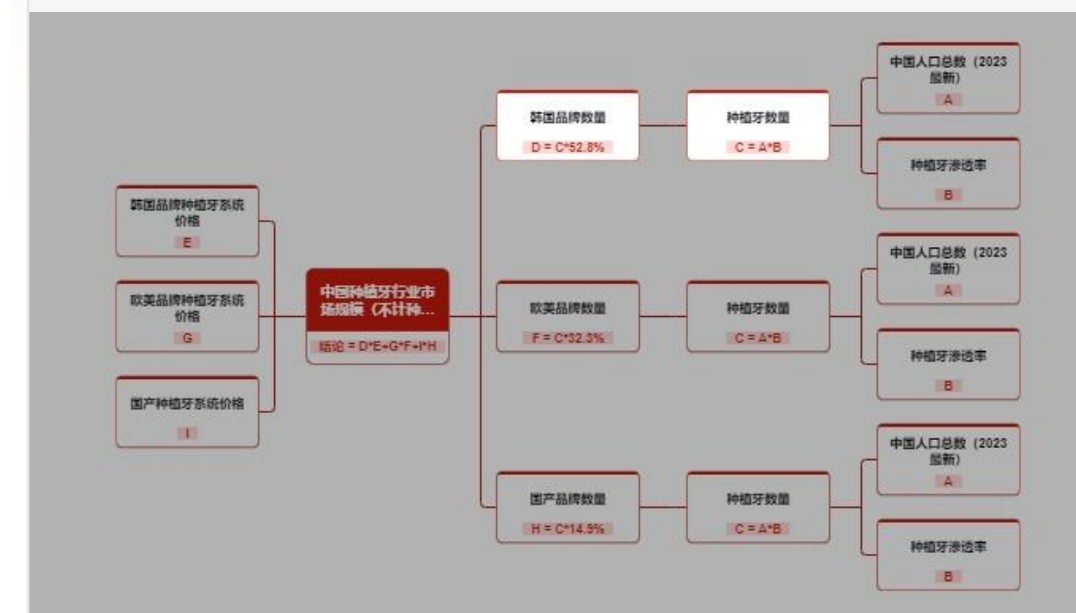 韩国品牌种植牙系统
价格
E
欧美品牌种植牙系统
价格
G
国产种植牙系统价格
I
中国种植牙行业市
场规模（不计种...
结论 = D*E+G*F+I*H
韩国品牌数量
D = C*52.8%
种植牙数量
C = A*B
中国人口总数（2023
最新）
A
种植牙渗透率
B
欧美品牌数量
F = C*32.3%
种植牙数量
C = A*B
中国人口总数（2023
最新）
A
种植牙渗透率
B
国产品牌数量
H = C*14.9%
种植牙数量
C = A*B
中国人口总数（2023
最新）
A
种植牙渗透率
B